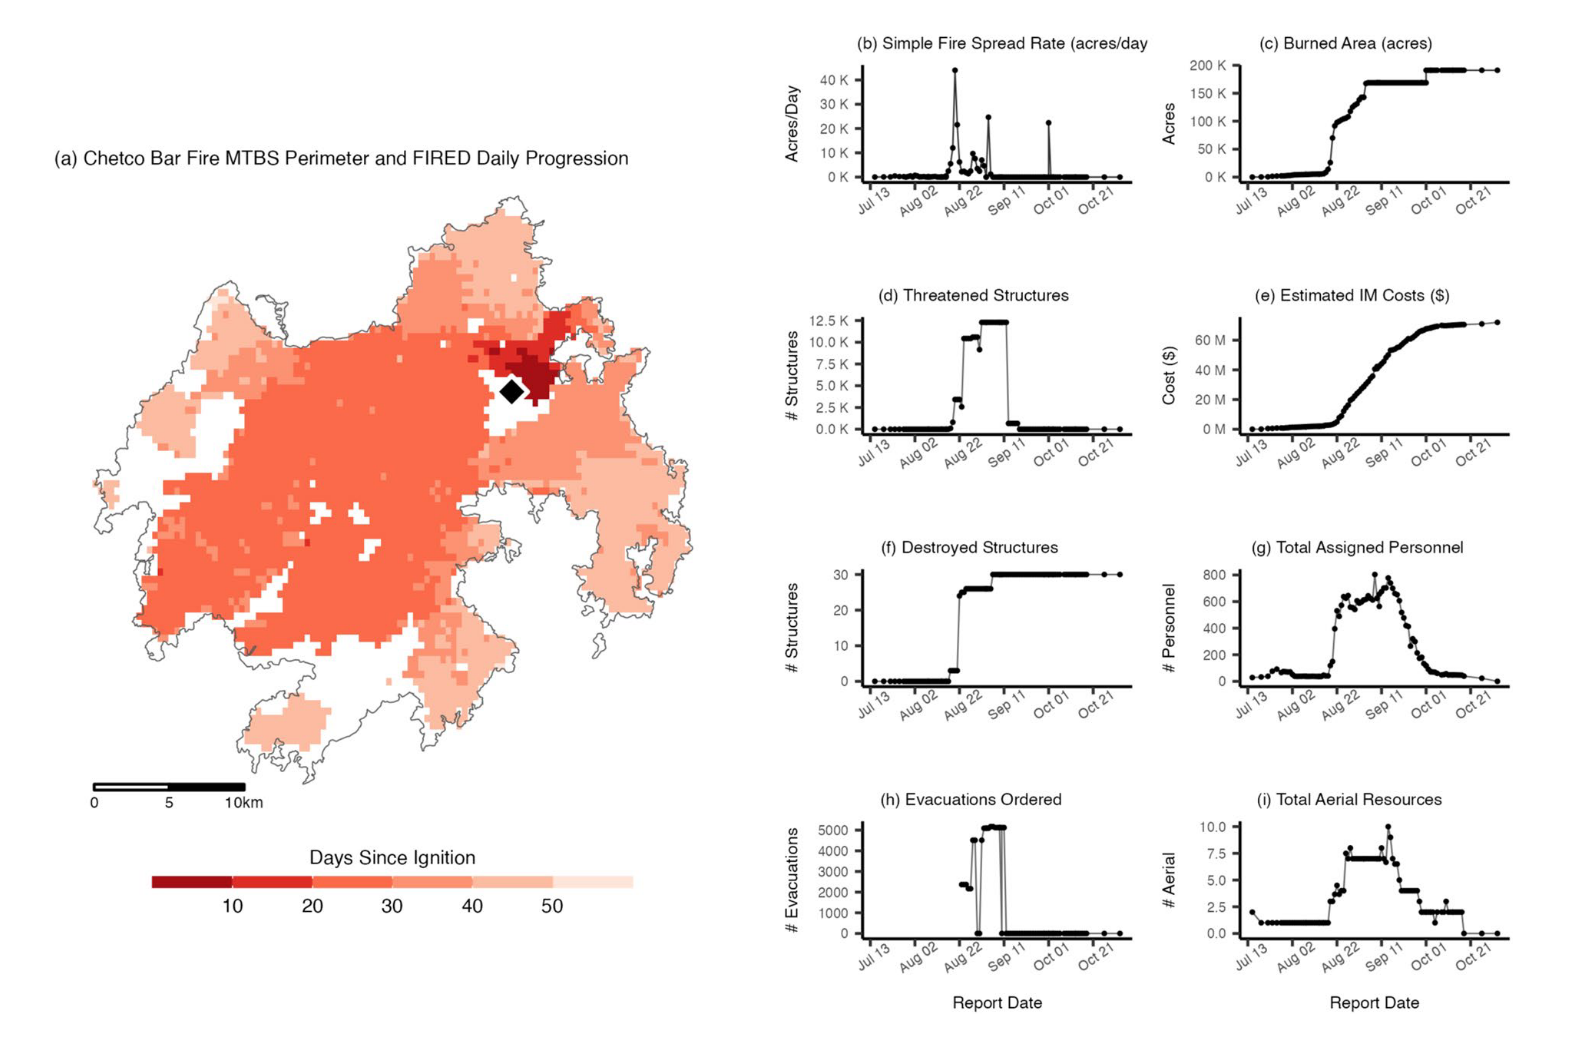 (a) Chetco Bar Fire MTBS Perimeter and FIRED Daily Progression
0 5 10km
Days Since Ignition
10 20 30 40 50
(b) Simple Fire Spread Rate (acres/day
Acres/Day
40 K
30 K
20 K
10 K
0 K
Jul 13 Aug 02 Aug 22 Sep 11 Oct 01 Oct 21
(c) Burned Area (acres)
Acres
200 K
150 K
100 K
50 K
0 K
Jul 13 Aug 02 Aug 22 Sep 11 Oct 01 Oct 21
(d) Threatened Structures
# Structures
12.5 K
10.0 K
7.5 K
5.0 K
2.5 K
0.0 K
Jul 13 Aug 02 Aug 22 Sep 11 Oct 01 Oct 21
(e) Estimated IM Costs ($)
Cost ($)
60 M
40 M
20 M
0 M
Jul 13 Aug 02 Aug 22 Sep 11 Oct 01 Oct 21
(f) Destroyed Structures
# Structures
30
20
10
0
Jul 13 Aug 02 Aug 22 Sep 11 Oct 01 Oct 21
(g) Total Assigned Personnel
# Personnel
800
600
400
200
0
Jul 13 Aug 02 Aug 22 Sep 11 Oct 01 Oct 21
(h) Evacuations Ordered
# Evacuations
5000
4000
3000
2000
1000
0
Jul 13 Aug 02 Aug 22 Sep 11 Oct 01 Oct 21
Report Date
(i) Total Aerial Resources
# Aerial
10.0
7.5
5.0
2.5
0.0
Jul 13 Aug 02 Aug 22 Sep 11 Oct 01 Oct 21
Report Date